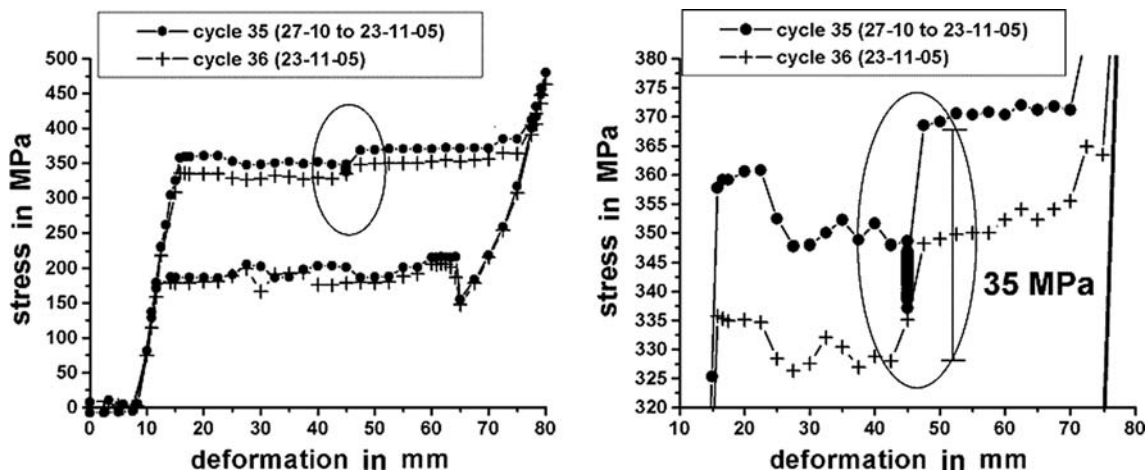 cycle 35 (27-10 to 23-11-05)
cycle 36 (23-11-05)
500
450
400
350
300
250
200
150
100
50
0
stress in MPa
0 10 20 30 40 50 60 70 80
deformation in mm
cycle 35 (27-10 to 23-11-05)
cycle 36 (23-11-05)
380
375
370
365
360
355
350
345
340
335
330
325
320
stress in MPa
35 MPa
10 20 30 40 50 60 70 80
deformation in mm